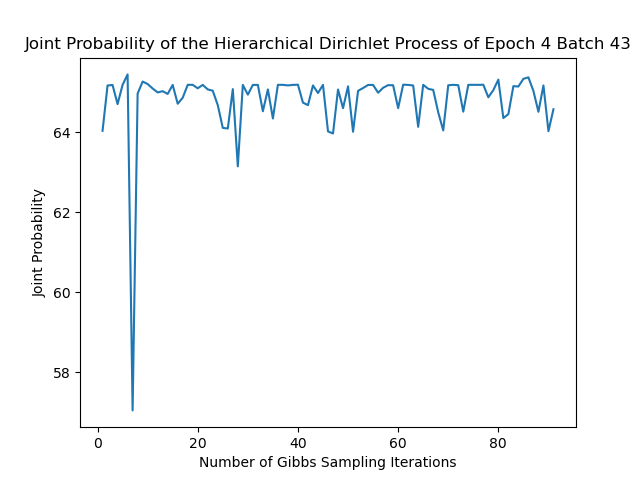 Joint Probability of the Hierarchical Dirichlet Process of Epoch 4 Batch 43
64
62
60
58
Joint Probability
0 20 40 60 80
Number of Gibbs Sampling Iterations